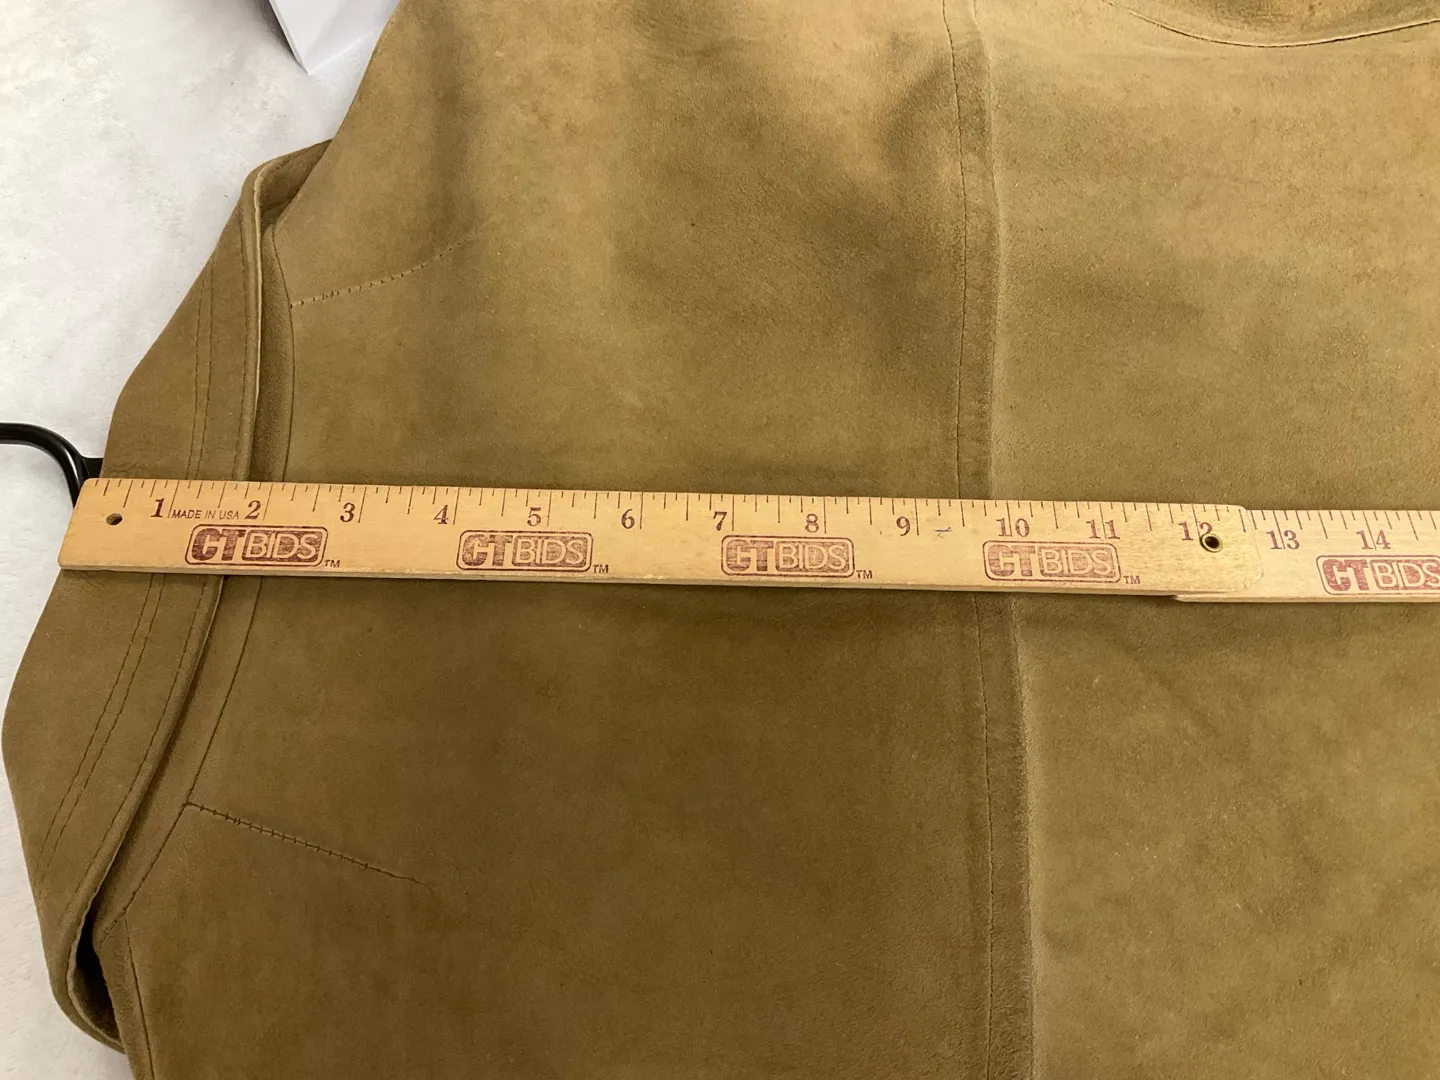 1 2 3 4 5 6 7 8 9 10 11 12 13 14
MADE IN USA
CTBIDS™ CTBIDS™ CTBIDS™ CTBIDS™ CTBIDS